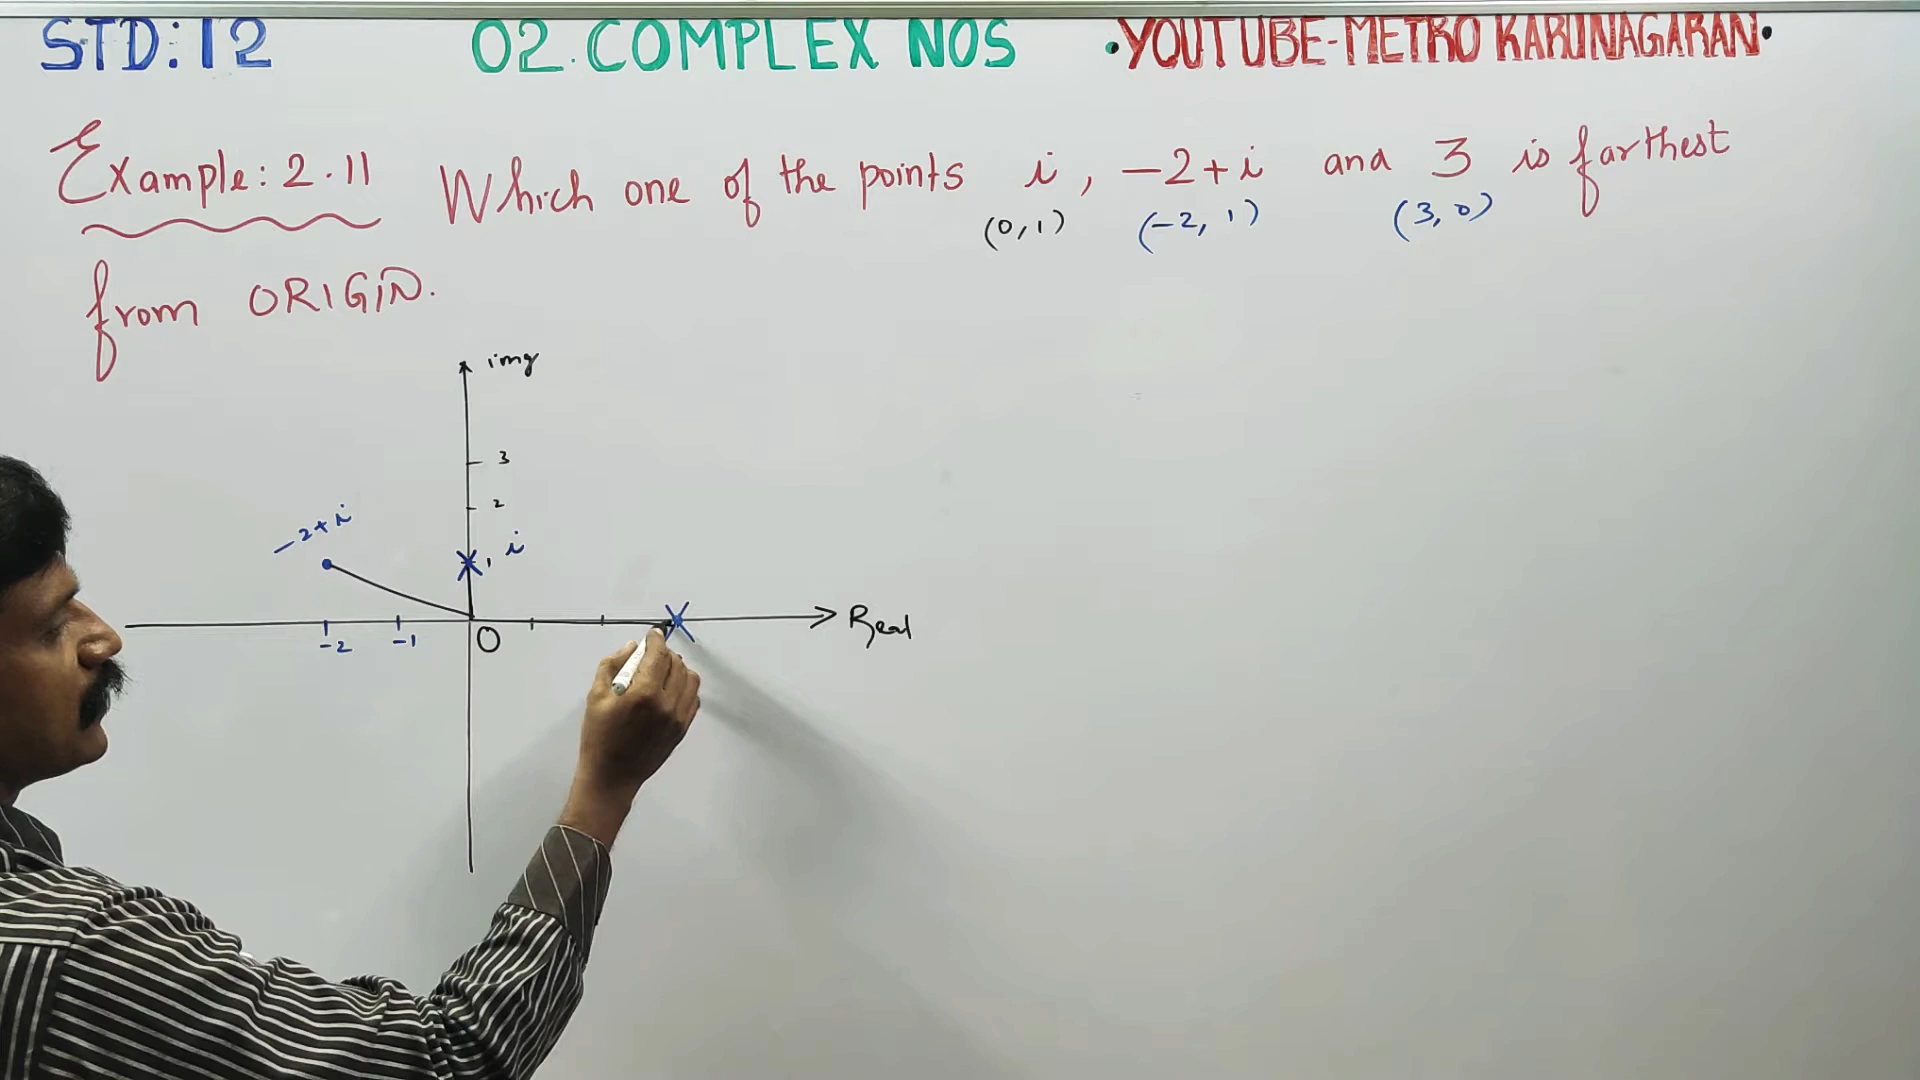 STD:12 02.COMPLEX NOS •YOUTUBE-METRO KARUNAGARAN•
Example:2.11 Which one of the points i, -2+i and 3 is farthest
(0,1) (-2,1) (3,0)
from ORIGIN.
img
3
2
-2+i
1 i
Real
-2 -1 O